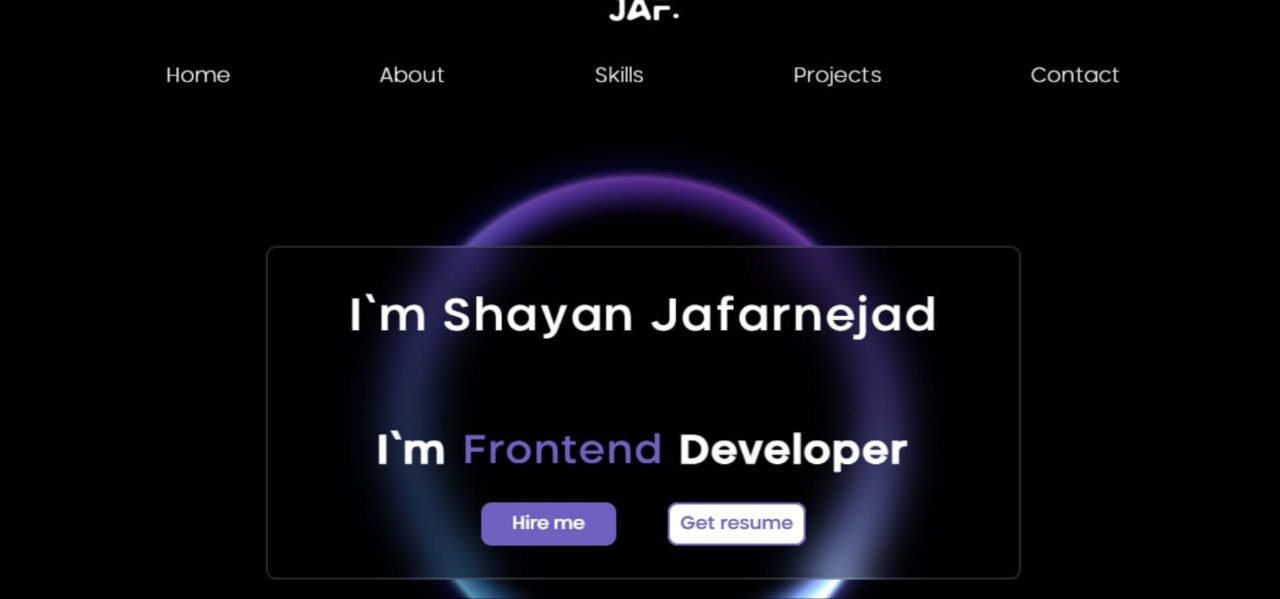 JAF.
Home About Skills Projects Contact
I`m Shayan Jafarnejad
I`m Frontend Developer
Hire me Get resume